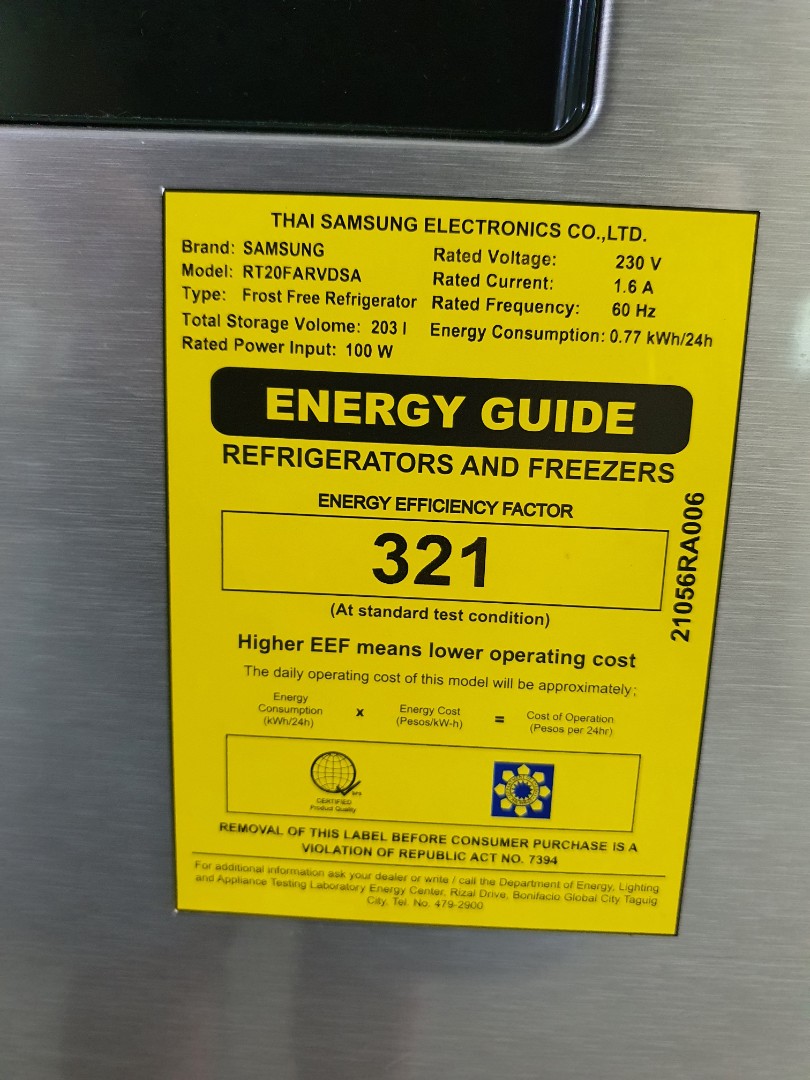 THAI SAMSUNG ELECTRONICS CO.,LTD.
Brand: SAMSUNG
Model: RT20FARVDSA
Type: Frost Free Refrigerator
Total Storage Volome: 203 l
Rated Power Input: 100 W
Rated Voltage: 230 V
Rated Current: 1.6 A
Rated Frequency: 60 Hz
Energy Consumption: 0.77 kWh/24h
ENERGY GUIDE
REFRIGERATORS AND FREEZERS
ENERGY EFFICIENCY FACTOR
321
(At standard test condition)
21056RA006
Higher EEF means lower operating cost
The daily operating cost of this model will be approximately;
Energy
Consumption
(kWh/24h)
x
Energy Cost
(Pesos/kW-h)
=
Cost of Operation
(Pesos per 24hr)
CERTIFIED
Product Quality
REMOVAL OF THIS LABEL BEFORE CONSUMER PURCHASE IS A
VIOLATION OF REPUBLIC ACT NO. 7394
For additional information ask your dealer or write / call the Department of Energy, Lighting
and Appliance Testing Laboratory Energy Center, Rizal Drive, Bonifacio Global City Taguig
City, Tel. No. 479-2900